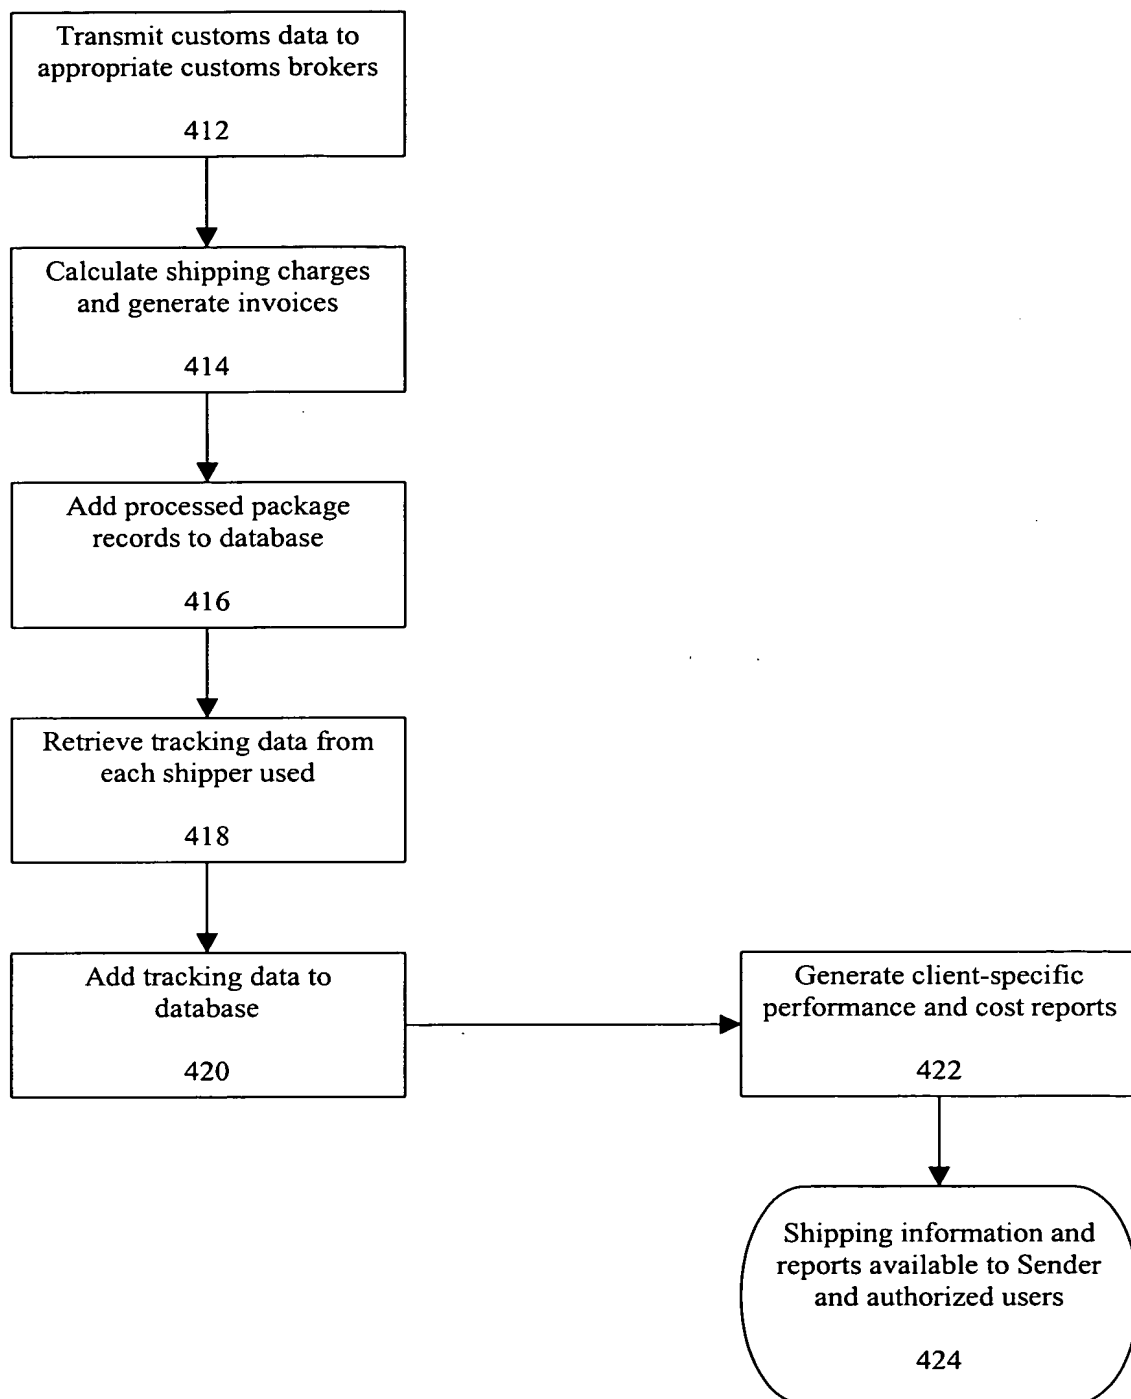 Transmit customs data to
appropriate customs brokers
412
Calculate shipping charges
and generate invoices
414
Add processed package
records to database
416
Retrieve tracking data from
each shipper used
418
Add tracking data to
database
420
Generate client-specific
performance and cost reports
422
Shipping information and
reports available to Sender
and authorized users
424